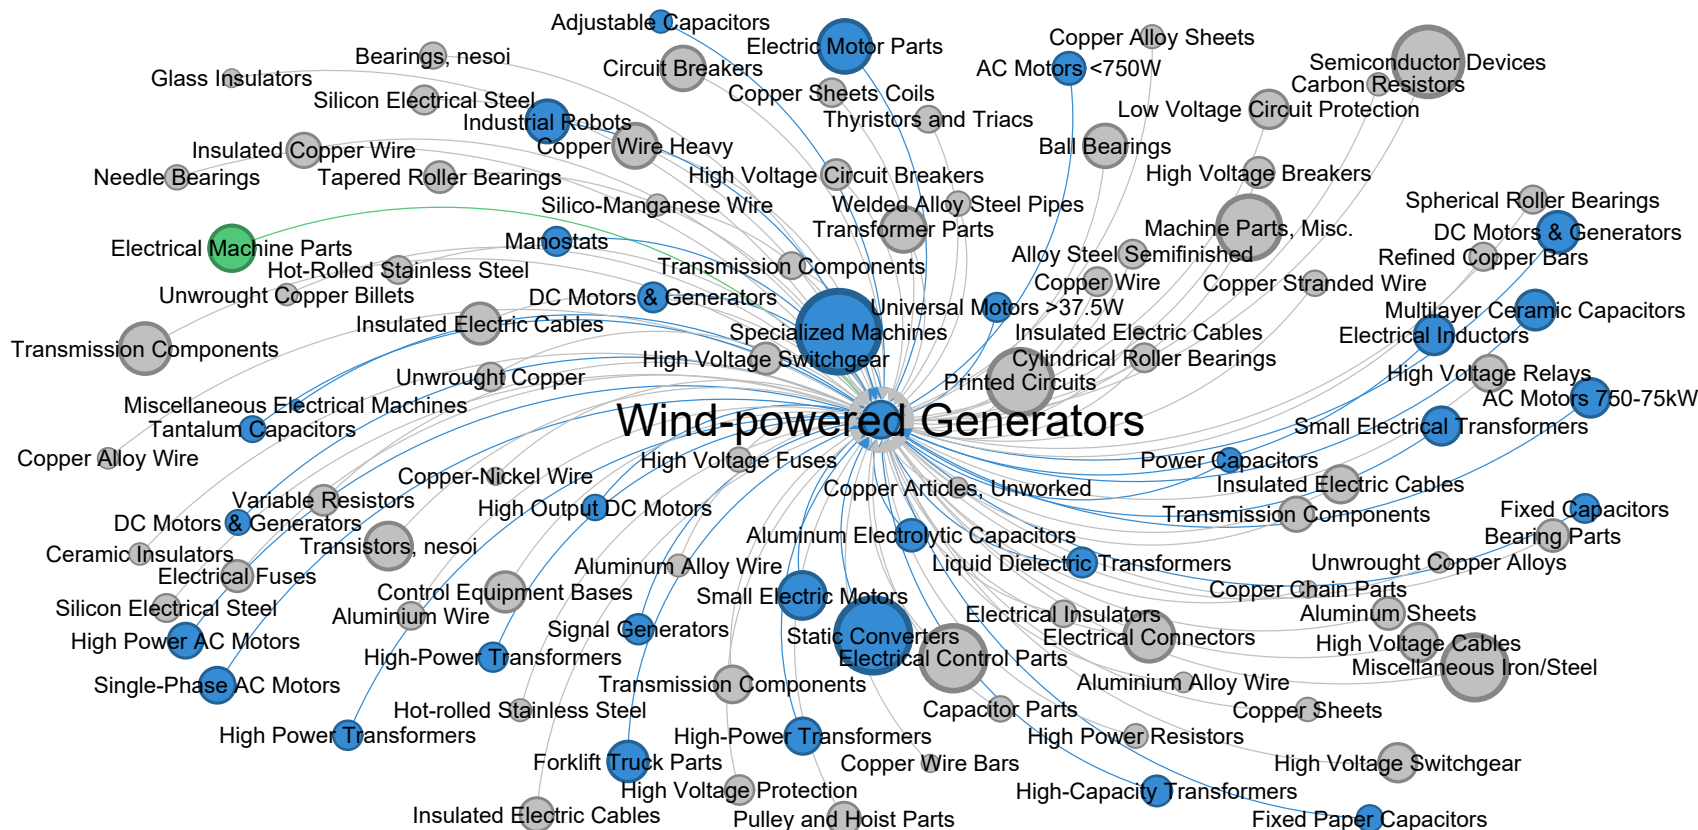 Adjustable Capacitors
Electric Motor Parts
Copper Alloy Sheets
Bearings, nesoi
Circuit Breakers
AC Motors <750W
Semiconductor Devices
Glass Insulators
Carbon Resistors
Silicon Electrical Steel
Copper Sheets Coils
Low Voltage Circuit Protection
Industrial Robots
Thyristors and Triacs
Insulated Copper Wire
Copper Wire Heavy
Ball Bearings
Needle Bearings
Tapered Roller Bearings
High Voltage Circuit Breakers
High Voltage Breakers
Silico-Manganese Wire
Welded Alloy Steel Pipes
Spherical Roller Bearings
Transformer Parts
Machine Parts, Misc.
DC Motors & Generators
Electrical Machine Parts
Manostats
Alloy Steel Semifinished
Refined Copper Bars
Hot-Rolled Stainless Steel
Transmission Components
Copper Wire
Copper Stranded Wire
Unwrought Copper Billets
DC Motors & Generators
Universal Motors >37.5W
Multilayer Ceramic Capacitors
Insulated Electric Cables
Specialized Machines
Insulated Electric Cables
Electrical Inductors
Transmission Components
High Voltage Switchgear
Cylindrical Roller Bearings
Unwrought Copper
Printed Circuits
High Voltage Relays
Miscellaneous Electrical Machines
AC Motors 750-75kW
Wind-powered Generators
Tantalum Capacitors
Small Electrical Transformers
Copper Alloy Wire
High Voltage Fuses
Power Capacitors
Copper-Nickel Wire
Copper Articles, Unworked
Insulated Electric Cables
Variable Resistors
High Output DC Motors
Transmission Components
Fixed Capacitors
DC Motors & Generators
Aluminum Electrolytic Capacitors
Bearing Parts
Transistors, nesoi
Ceramic Insulators
Aluminum Alloy Wire
Liquid Dielectric Transformers
Unwrought Copper Alloys
Electrical Fuses
Control Equipment Bases
Small Electric Motors
Copper Chain Parts
Silicon Electrical Steel
Aluminium Wire
Electrical Insulators
Aluminum Sheets
High Power AC Motors
Signal Generators
Static Converters
Electrical Connectors
High Voltage Cables
High-Power Transformers
Electrical Control Parts
Miscellaneous Iron/Steel
Single-Phase AC Motors
Transmission Components
Aluminium Alloy Wire
Hot-rolled Stainless Steel
Capacitor Parts
Copper Sheets
High Power Transformers
High-Power Transformers
High Power Resistors
Forklift Truck Parts
Copper Wire Bars
High Voltage Switchgear
High Voltage Protection
High-Capacity Transformers
Insulated Electric Cables
Pulley and Hoist Parts
Fixed Paper Capacitors